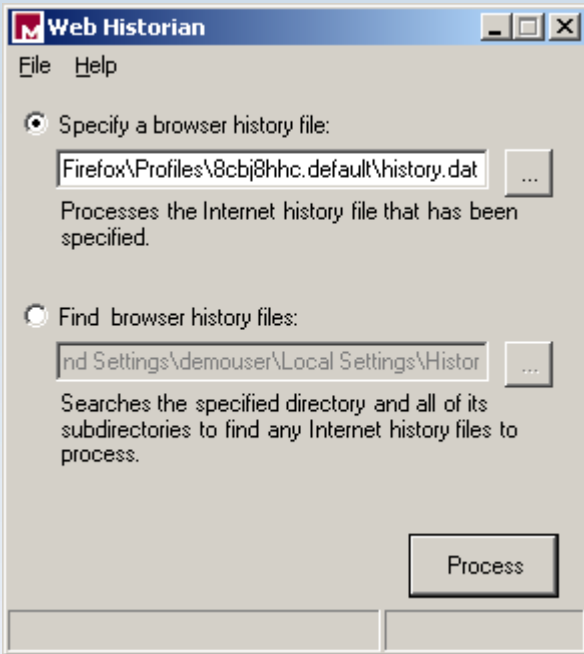 Web Historian
File Help
Specify a browser history file:
Firefox\Profiles\8cbj8hhc.default\history.dat
...
Processes the Internet history file that has been
specified.
Find browser history files:
nd Settings\demouser\Local Settings\Histor
...
Searches the specified directory and all of its
subdirectories to find any Internet history files to
process.
Process